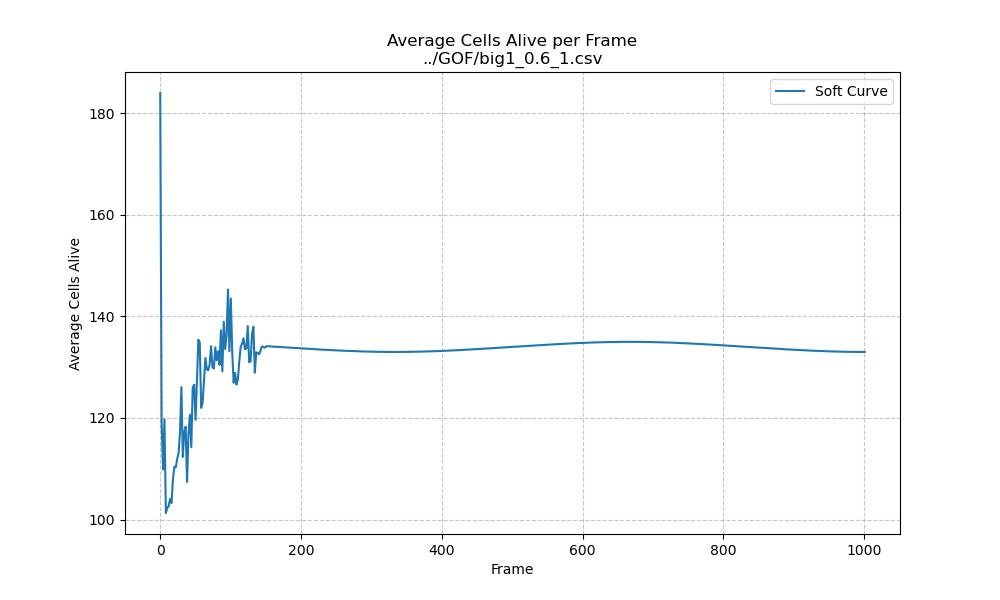 Average Cells Alive per Frame
../GOF/big1_0.6_1.csv
Soft Curve
Average Cells Alive
180
160
140
120
100
0 200 400 600 800 1000
Frame